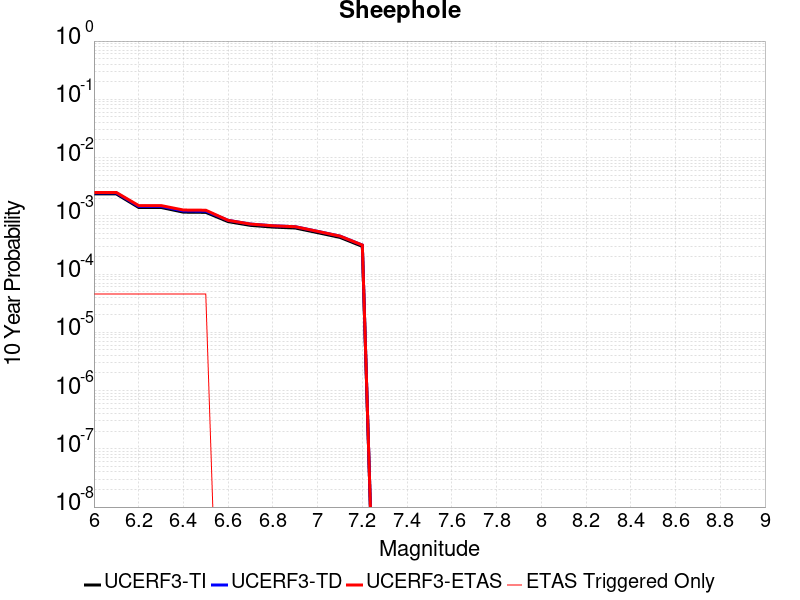 Sheephole
10 0
10 -1
10 -2
10 -3
10 -4
10 -5
10 -6
10 -7
10 -8
10 Year Probability
6 6.2 6.4 6.6 6.8 7 7.2 7.4 7.6 7.8 8 8.2 8.4 8.6 8.8 9
Magnitude
UCERF3-TI UCERF3-TD UCERF3-ETAS ETAS Triggered Only